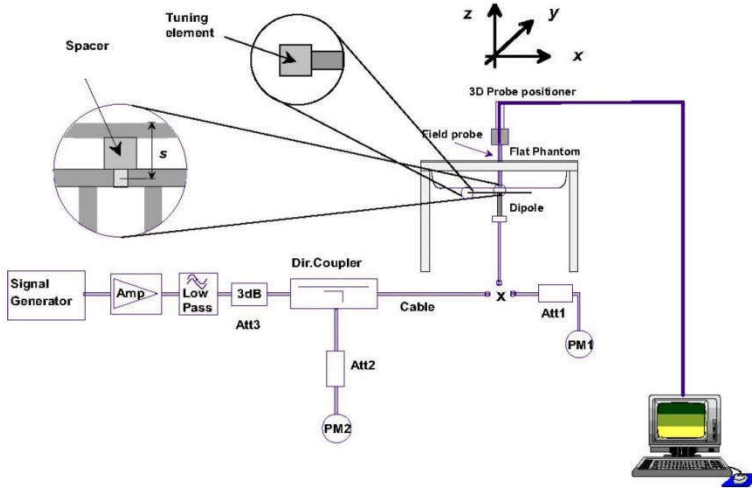 Tuning
element
Spacer
s
z
y
x
3D Probe positioner
Field probe
Flat Phantom
Dipole
Dir.Coupler
Signal
Generator
Amp
Low
Pass
3dB
Att3
Cable
x
Att1
PM1
Att2
PM2